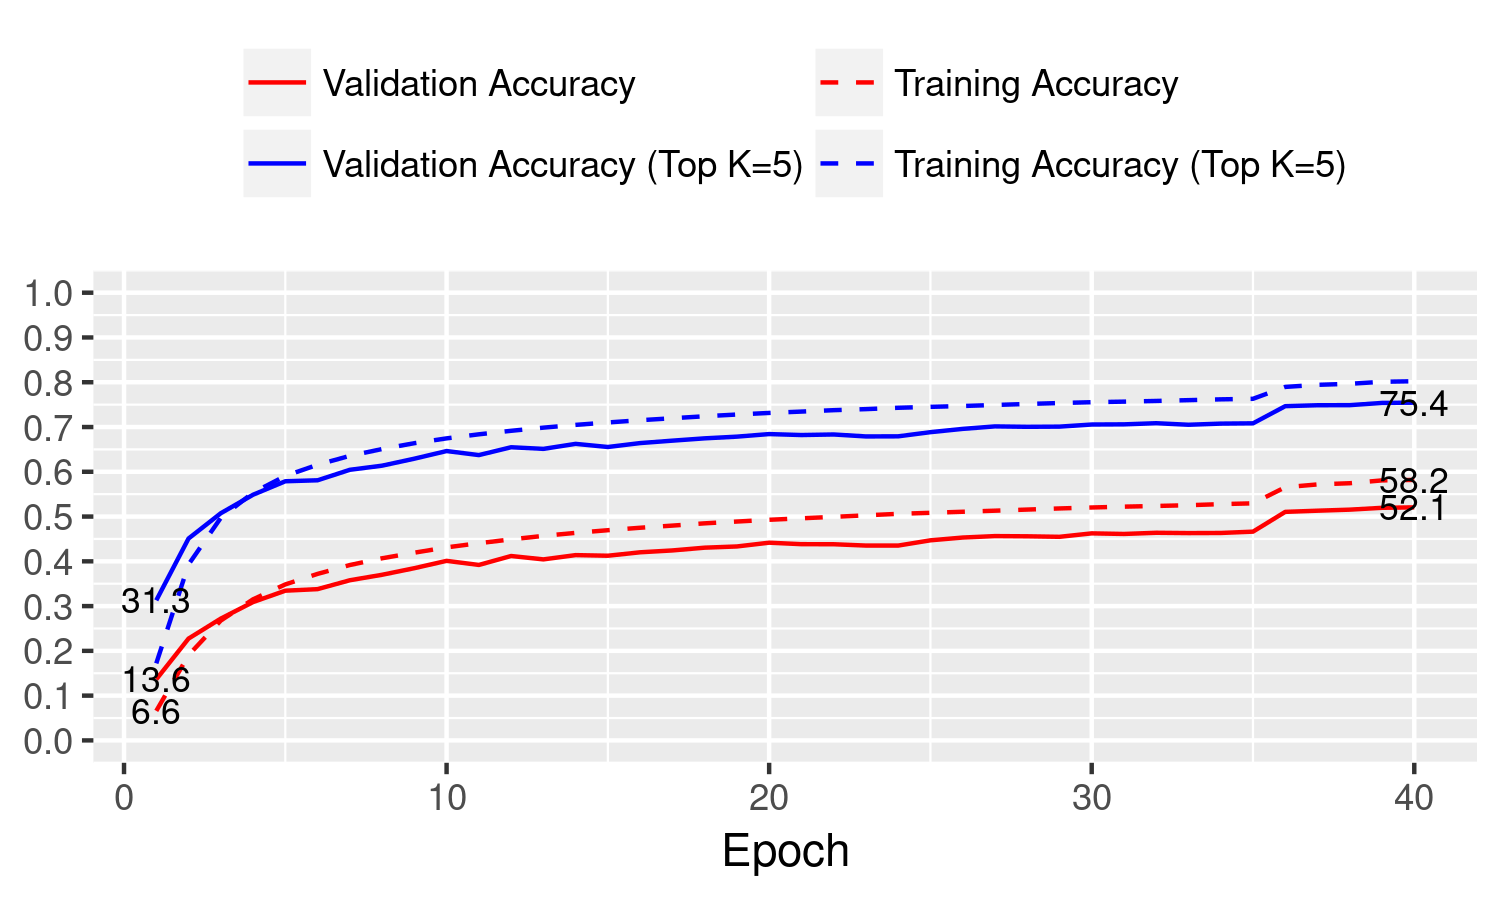 Validation Accuracy
Training Accuracy
Validation Accuracy (Top K=5)
Training Accuracy (Top K=5)
1.0
0.9
0.8
75.4
0.7
0.6
58.2
0.5
52.1
0.4
0.3
31.3
0.2
13.6
0.1
6.6
0.0
0 10 20 30 40
Epoch